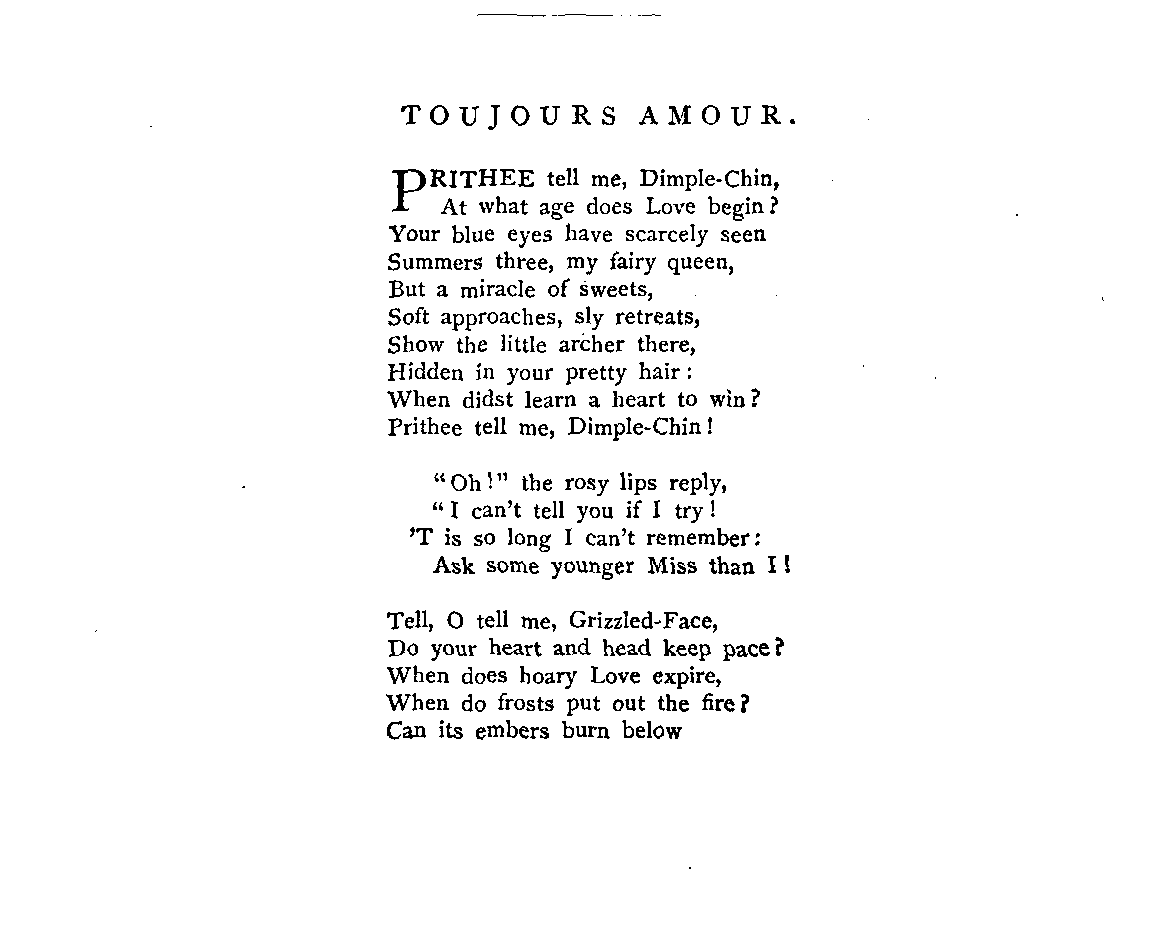 TOUJOURS AMOUR.
PRITHEE tell me, Dimple-Chin,
At what age does Love begin?
Your blue eyes have scarcely seen
Summers three, my fairy queen,
But a miracle of sweets,
Soft approaches, sly retreats,
Show the little archer there,
Hidden in your pretty hair:
When didst learn a heart to win?
Prithee tell me, Dimple-Chin!
"Oh!" the rosy lips reply,
"I can't tell you if I try!
'T is so long I can't remember:
Ask some younger Miss than I!
Tell, O tell me, Grizzled-Face,
Do your heart and head keep pace?
When does hoary Love expire,
When do frosts put out the fire?
Can its embers burn below